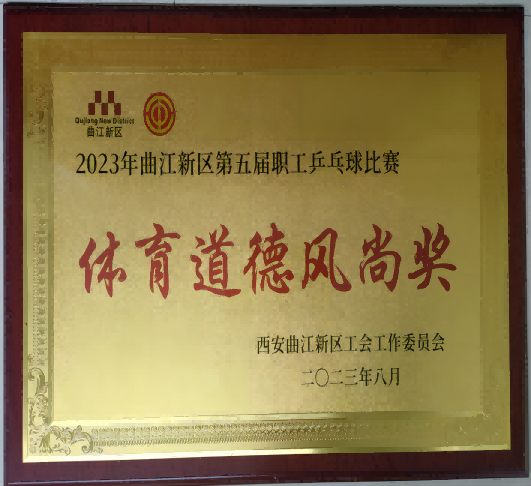 Qujiang New District
曲江新区
2023年曲江新区第五届职工乒乓球比赛
体育道德风尚奖
西安曲江新区工会工作委员会
二〇二三年八月